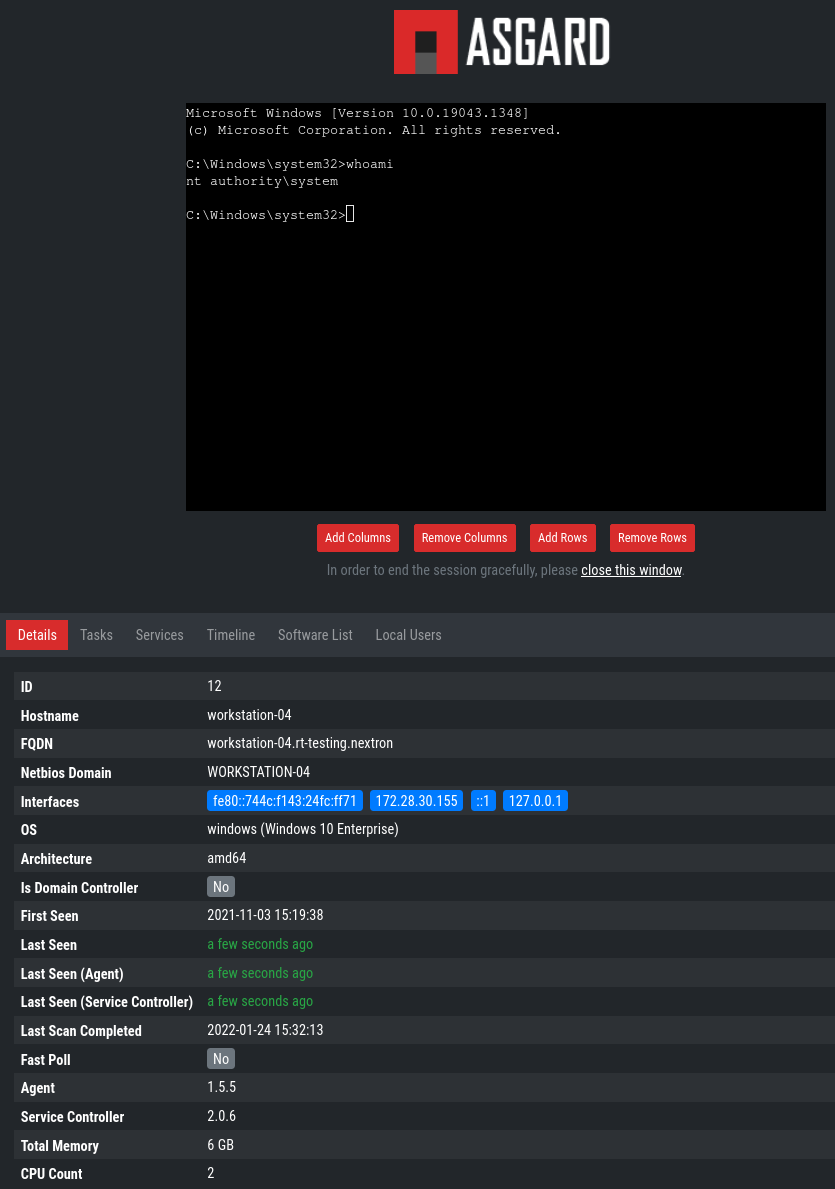 ASGARD
Microsoft Windows [Version 10.0.19043.1348]
(c) Microsoft Corporation. All rights reserved.
C:\Windows\system32>whoami
nt authority\system
C:\Windows\system32>
Add Columns Remove Columns Add Rows Remove Rows
In order to end the session gracefully, please close this window.
Details Tasks Services Timeline Software List Local Users
ID 12
Hostname workstation-04
FQDN workstation-04.rt-testing.nextron
Netbios Domain WORKSTATION-04
Interfaces fe80::744c:f143:24fc:ff71 172.28.30.155 ::1 127.0.0.1
OS windows (Windows 10 Enterprise)
Architecture amd64
Is Domain Controller No
First Seen 2021-11-03 15:19:38
Last Seen a few seconds ago
Last Seen (Agent) a few seconds ago
Last Seen (Service Controller) a few seconds ago
Last Scan Completed 2022-01-24 15:32:13
Fast Poll No
Agent 1.5.5
Service Controller 2.0.6
Total Memory 6 GB
CPU Count 2